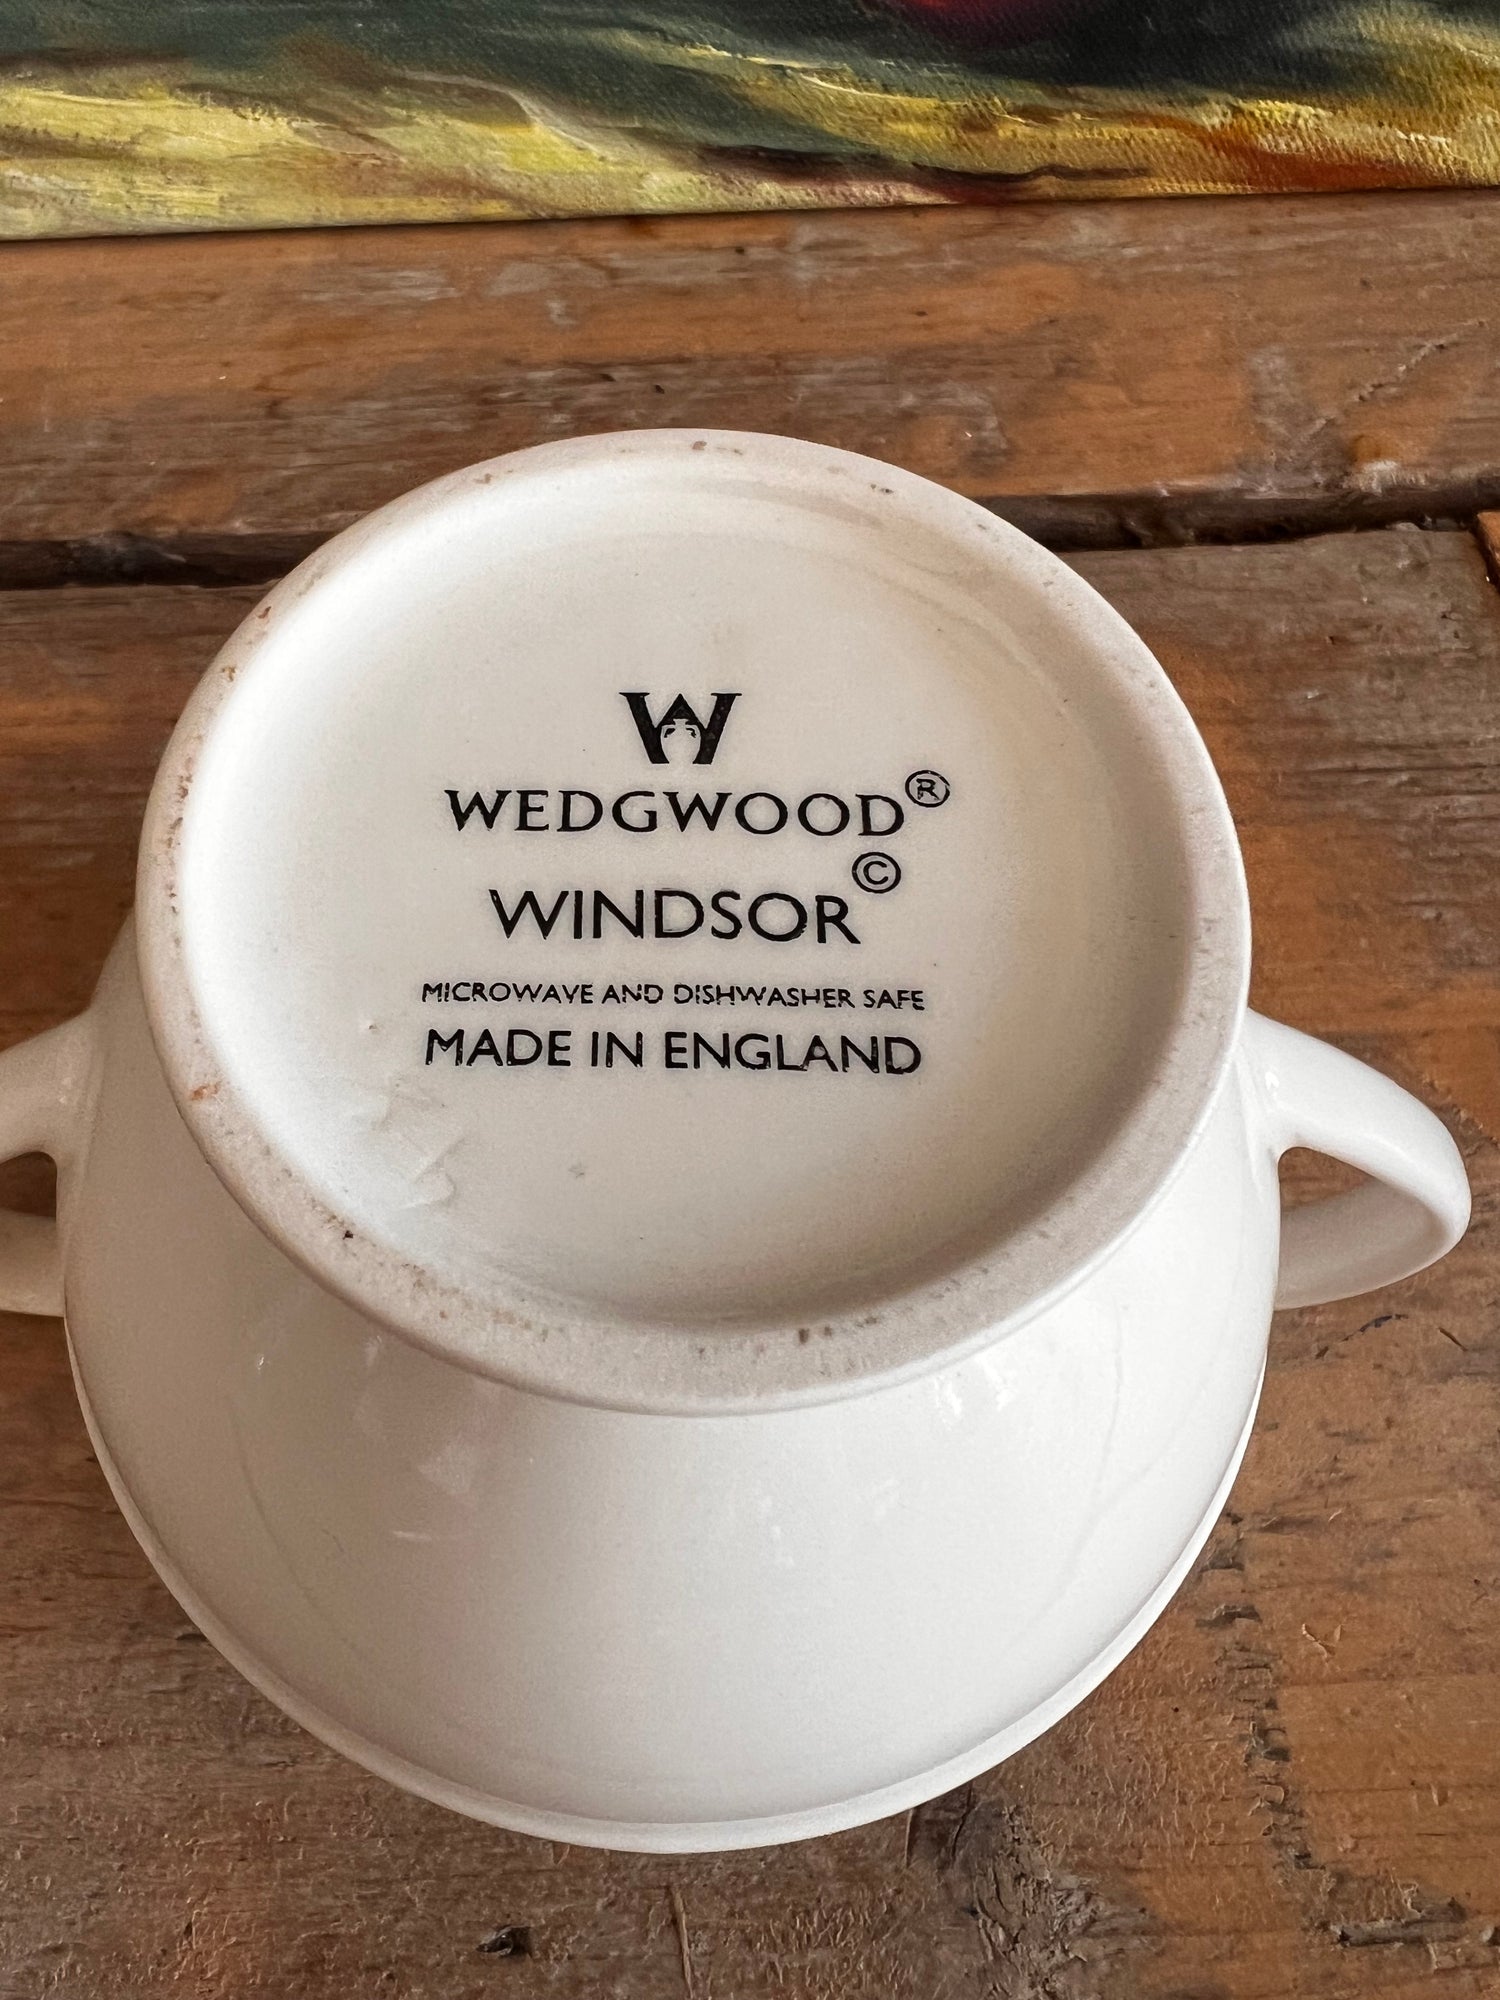 W
WEDGWOOD®
WINDSOR©
MICROWAVE AND DISHWASHER SAFE
MADE IN ENGLAND